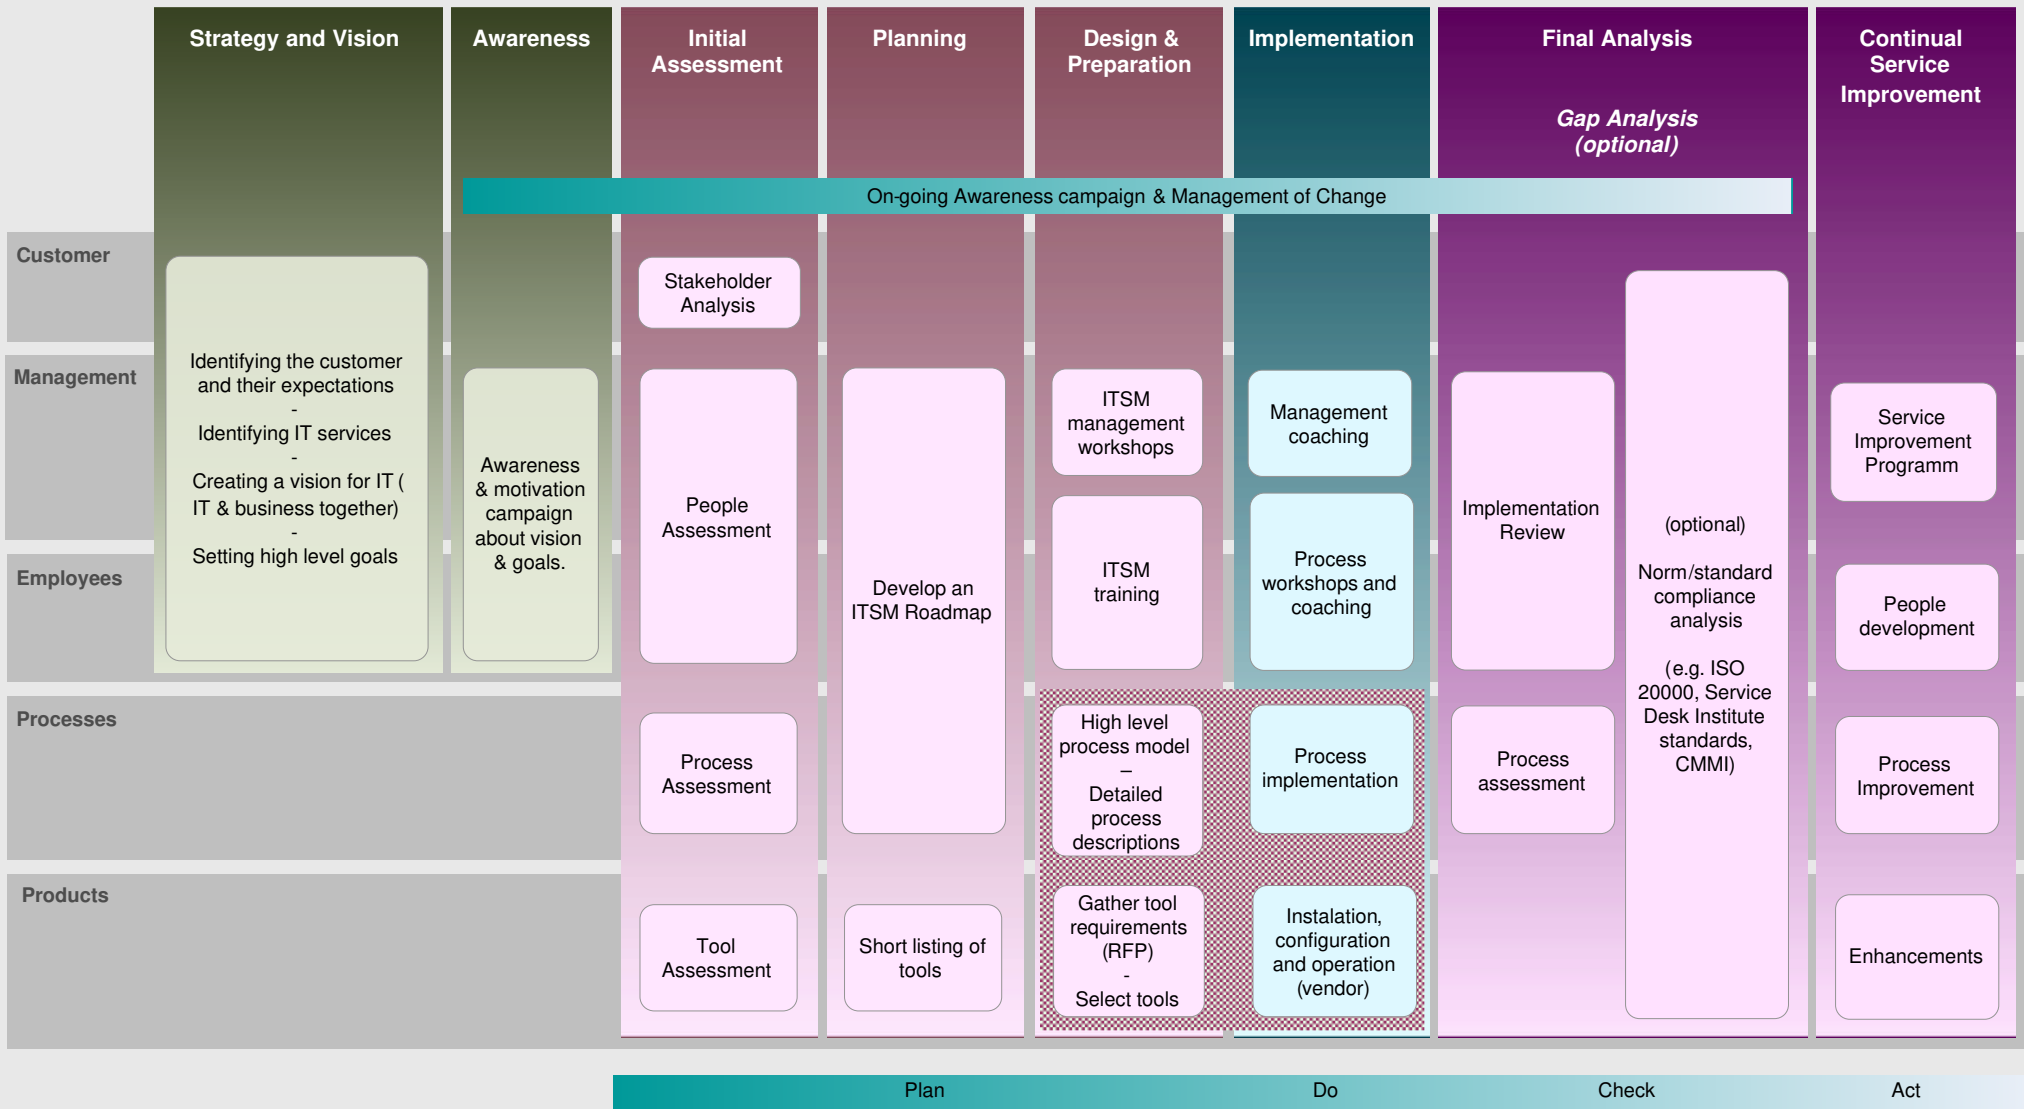 Strategy and Vision
Awareness
Initial
Assessment
Planning
Design &
Preparation
Implementation
Final Analysis
Gap Analysis
(optional)
Continual
Service
Improvement
On-going Awareness campaign & Management of Change
Customer
Management
Employees
Processes
Products
Identifying the customer
and their expectations
-
Identifying IT services
-
Creating a vision for IT (
IT & business together)
-
Setting high level goals
Awareness
& motivation
campaign
about vision
& goals.
Stakeholder
Analysis
People
Assessment
Process
Assessment
Tool
Assessment
Develop an
ITSM Roadmap
Short listing of
tools
ITSM
management
workshops
ITSM
training
High level
process model
–
Detailed
process
descriptions
Gather tool
requirements
(RFP)
-
Select tools
Management
coaching
Process
workshops and
coaching
Process
implementation
Instalation,
configuration
and operation
(vendor)
Implementation
Review
Process
assessment
(optional)
Norm/standard
compliance
analysis
(e.g. ISO
20000, Service
Desk Institute
standards,
CMMI)
Service
Improvement
Programm
People
development
Process
Improvement
Enhancements
Plan
Do
Check
Act